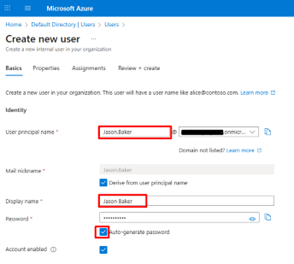 Microsoft Azure
Home > Default Directory | Users > Users >
Create new user ...
Create a new internal user in your organization
Basics Properties Assignments Review + create
Create a new user in your organization. This user will have a user name like alice@contoso.com. Learn more
Identity
User principal name * Jason.Baker @ .onmic...
Domain not listed? Learn more
Mail nickname * Jason.Baker
Derive from user principal name
Display name * Jason Baker
Password * ••••••••••
Auto-generate password
Account enabled